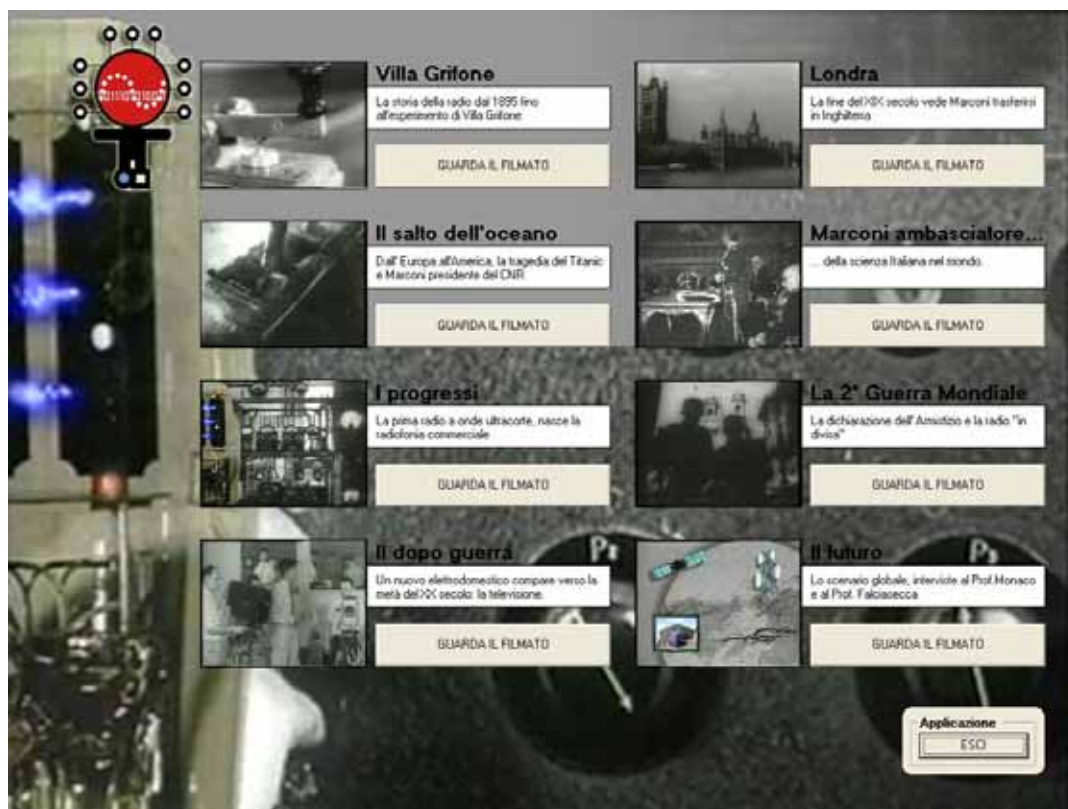 Villa Grifone
La storia della radio dal 1895 fino
all'esperimento di Villa Grifone
GUARDA IL FILMATO
Londra
La fine del XIX secolo vede Marconi trasferirsi
in Inghilterra
GUARDA IL FILMATO
Il salto dell'oceano
Dall' Europa all'America, la tragedia del Titanic
e Marconi presidente del CNR
GUARDA IL FILMATO
Marconi ambasciatore...
... della scienza Italiana nel mondo.
GUARDA IL FILMATO
I progressi
La prima radio a onde ultracorte, nasce la
radiofonia commerciale
GUARDA IL FILMATO
La 2° Guerra Mondiale
La dichiarazione dell' Armistizio e la radio "in
divisa"
GUARDA IL FILMATO
Il dopo guerra
Un nuovo elettrodomestico compare verso la
metà del XX secolo: la televisione.
GUARDA IL FILMATO
Il futuro
Lo scenario globale, interviste al Prof.Monaco
e al Prof. Falciasecca
GUARDA IL FILMATO
Applicazione
ESCI